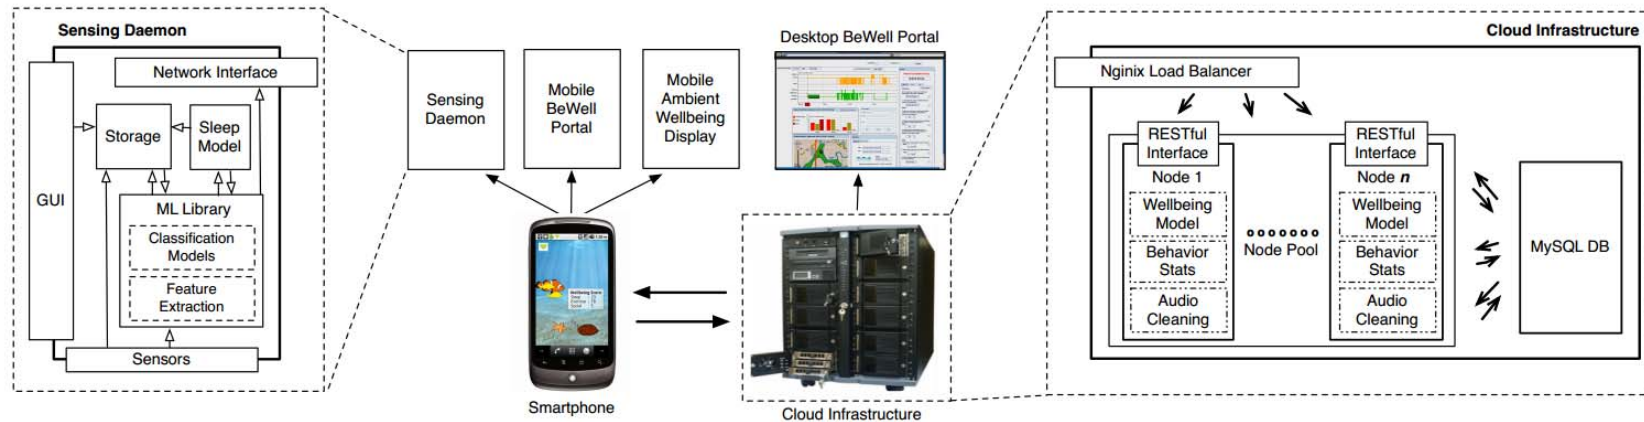 Sensing Daemon
Network Interface
Storage
Sleep
Model
GUI
ML Library
Classification
Models
Feature
Extraction
Sensors
Sensing
Daemon
Mobile
BeWell
Portal
Mobile
Ambient
Wellbeing
Display
Smartphone
Desktop BeWell Portal
Cloud Infrastructure
Cloud Infrastructure
Nginix Load Balancer
RESTful
Interface
Node 1
Wellbeing
Model
Behavior
Stats
Audio
Cleaning
Node Pool
RESTful
Interface
Node n
Wellbeing
Model
Behavior
Stats
Audio
Cleaning
MySQL DB